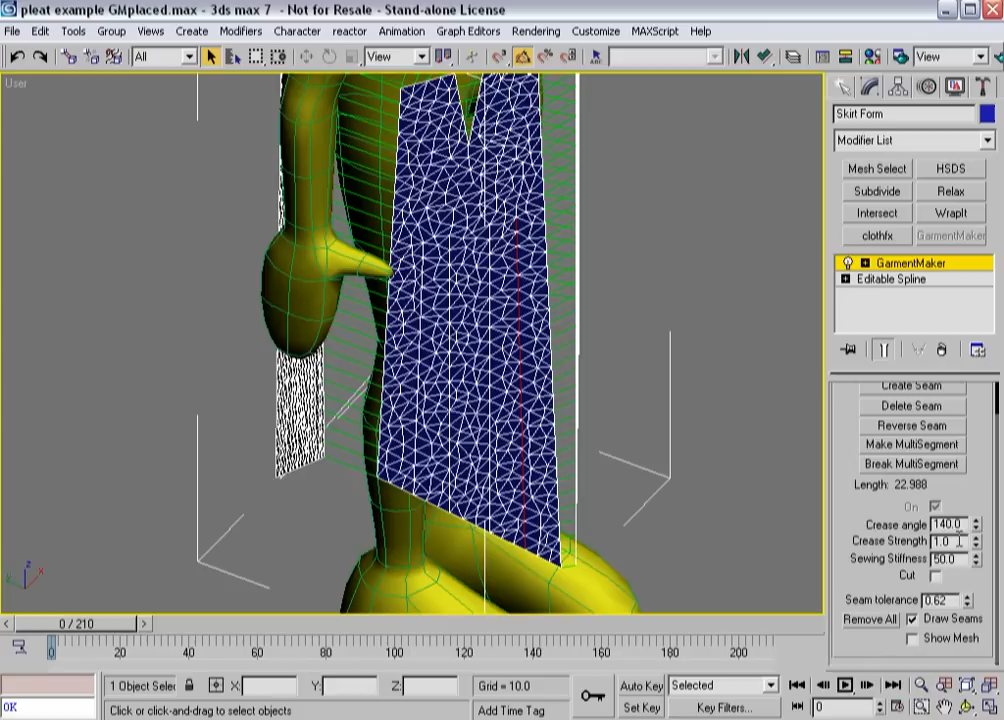 pleat example GMplaced.max - 3ds max 7 - Not for Resale - Stand-alone License
File Edit Tools Group Views Create Modifiers Character reactor Animation Graph Editors Rendering Customize MAXScript Help
All View View
User
Skirt Form
Modifier List
Mesh Select HSDS
Subdivide Relax
Intersect WrapIt
clothfx GarmentMaker
GarmentMaker
Editable Spline
Create Seam
Delete Seam
Reverse Seam
Make MultiSegment
Break MultiSegment
Length: 22.988
On
Crease angle 140.0
Crease Strength 1.0
Sewing Stiffness 50.0
Cut
Seam tolerance 0.62
Remove All Draw Seams
Show Mesh
z
x
< 0 / 210 >
0 20 40 60 80 100 120 140 160 180 200
1 Object Selec X: Y: Z: Grid = 10.0 Auto Key Selected
OK Click or click-and-drag to select objects Add Time Tag Set Key Key Filters... 0